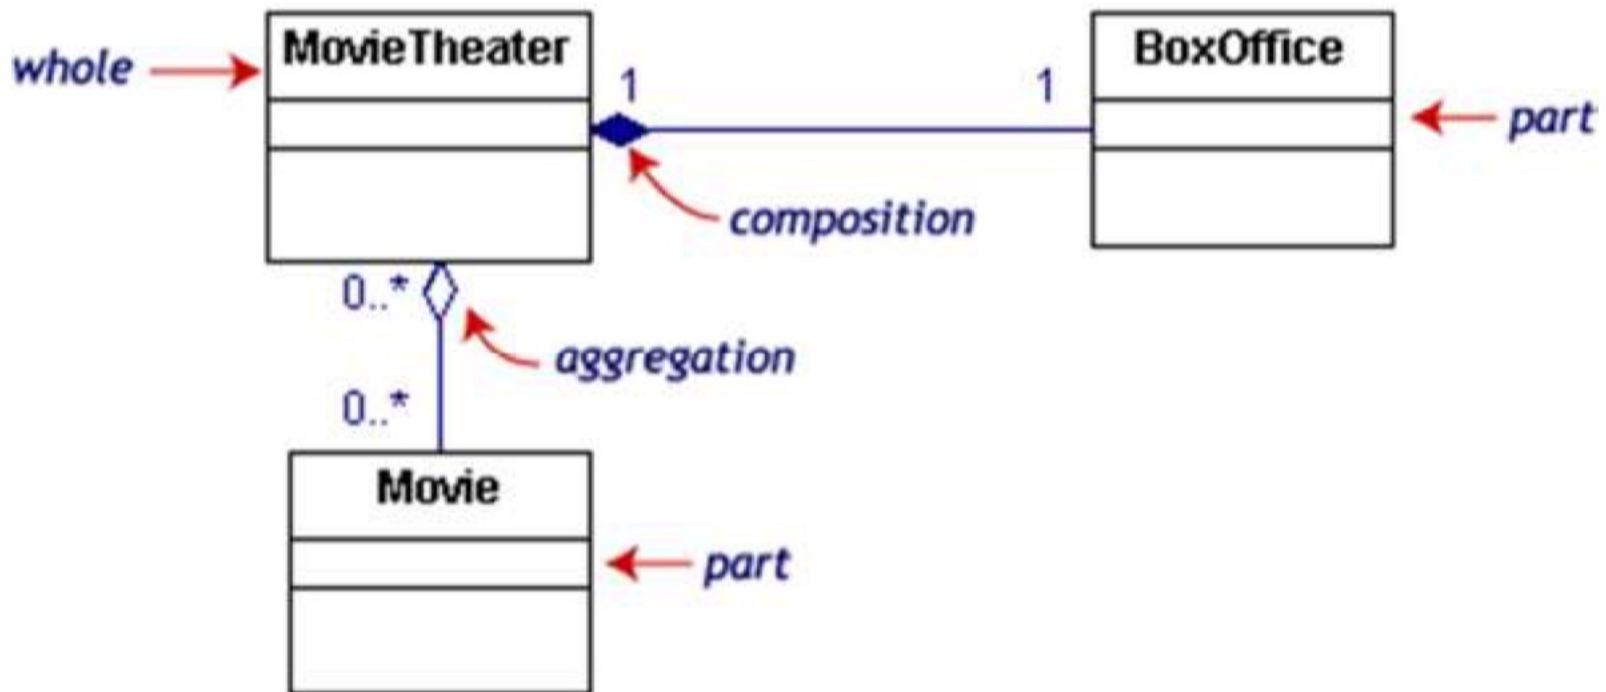 MovieTheater
BoxOffice
whole
1
1
part
composition
0..*
aggregation
0..*
Movie
part